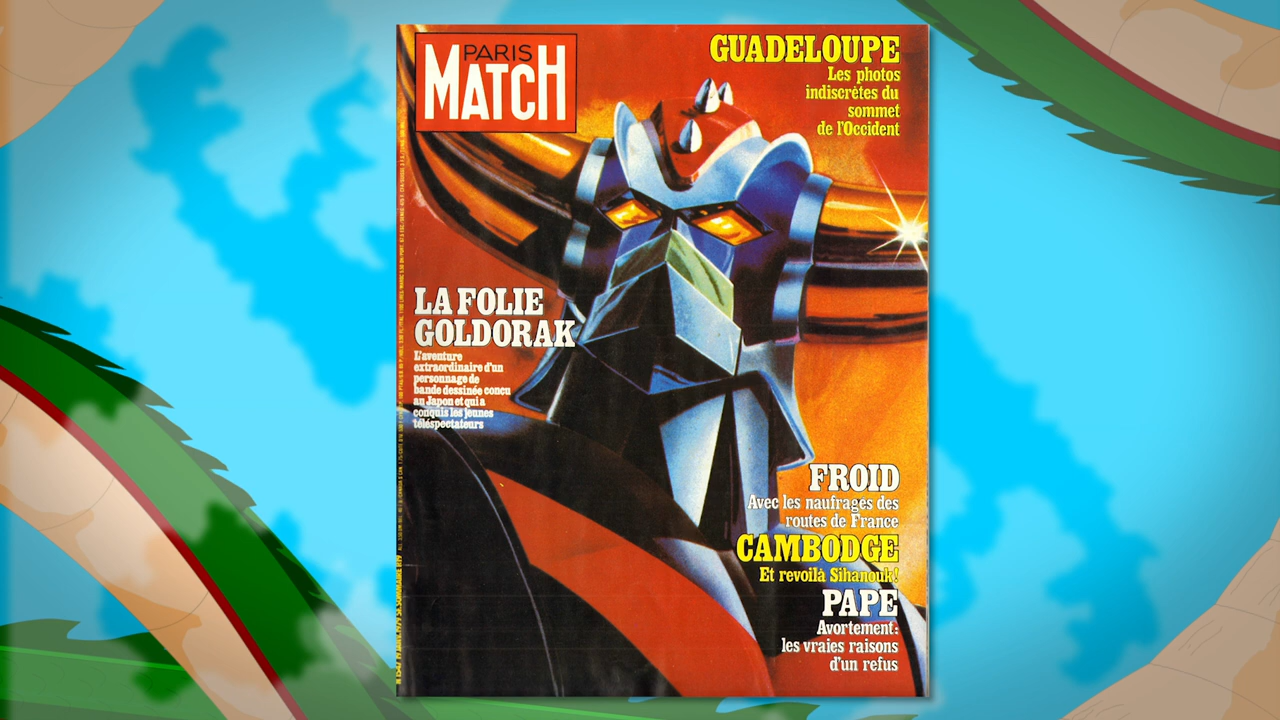 PARIS
MATCH
GUADELOUPE
Les photos
indiscrètes du
sommet
de l'Occident
LA FOLIE
GOLDORAK
L'aventure
extraordinaire d'un
personnage de
bande dessinée conçu
au Japon et qui a
conquis les jeunes
téléspectateurs
FROID
Avec les naufragés des
routes de France
CAMBODGE
Et revoilà Sihanouk!
PAPE
Avortement:
les vraies raisons
d'un refus